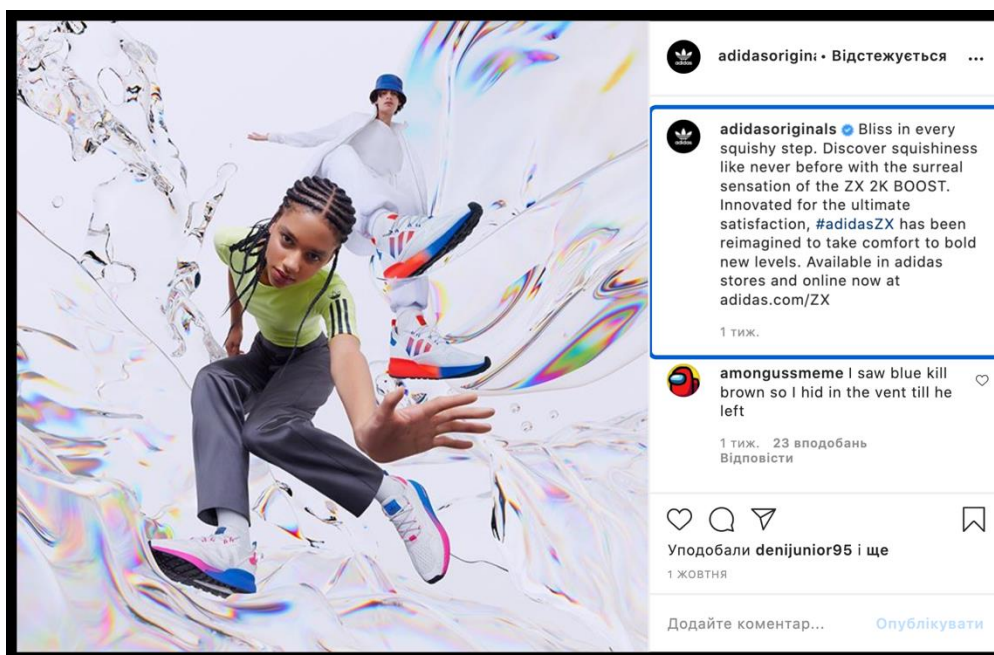 adidasorigina • Відстежується ...
adidasoriginals Bliss in every
squishy step. Discover squishiness
like never before with the surreal
sensation of the ZX 2K BOOST.
Innovated for the ultimate
satisfaction, #adidasZX has been
reimagined to take comfort to bold
new levels. Available in adidas
stores and online now at
adidas.com/ZX
1 тиж.
amongussmeme I saw blue kill
brown so I hid in the vent till he
left
1 тиж. 23 вподобань
Відповісти
Уподобали denijunior95 і ще
1 ЖОВТНЯ
Додайте коментар... Опублікувати